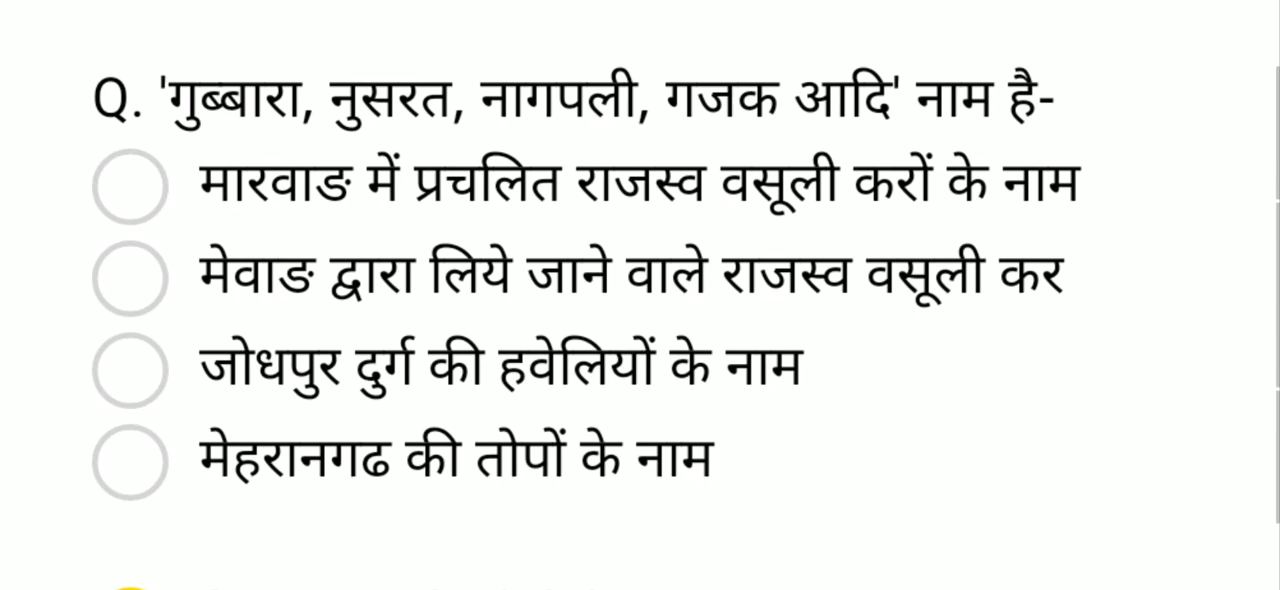 Q. 'गुब्बारा, नुसरत, नागपली, गजक आदि' नाम है-
मारवाङ में प्रचलित राजस्व वसूली करों के नाम
मेवाङ द्वारा लिये जाने वाले राजस्व वसूली कर
जोधपुर दुर्ग की हवेलियों के नाम
मेहरानगढ की तोपों के नाम